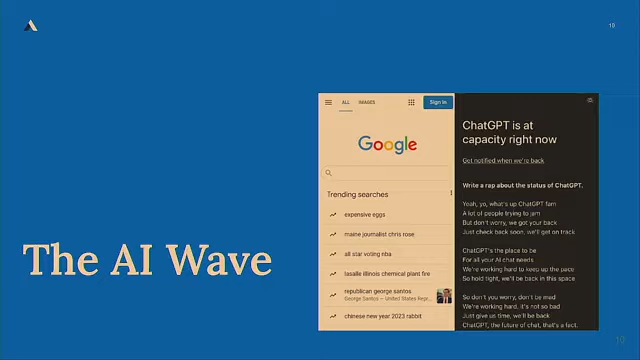 19
ALL IMAGES Sign in
Google
Trending searches
expensive eggs
maine journalist chris rose
all star voting nba
lasalle illinois chemical plant fire
republican george santos
George Santos — United States Repr...
chinese new year 2023 rabbit
ChatGPT is at
capacity right now
Get notified when we're back
Write a rap about the status of ChatGPT.
Yeah, yo, what's up ChatGPT fam
A lot of people trying to jam
But don't worry, we got your back
Just check back soon, we'll get on track
ChatGPT's the place to be
For all your AI chat needs
We're working hard to keep up the pace
So hold tight, we'll be back in this space
So don't you worry, don't be mad
We're working hard, it's not so bad
Just give us time, we'll be back
ChatGPT, the future of chat, that's a fact.
The AI Wave
10